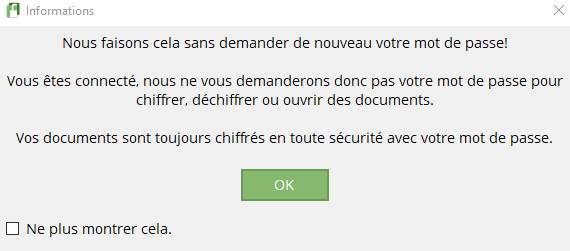 Informations
Nous faisons cela sans demander de nouveau votre mot de passe!
Vous êtes connecté, nous ne vous demanderons donc pas votre mot de passe pour
chiffrer, déchiffrer ou ouvrir des documents.
Vos documents sont toujours chiffrés en toute sécurité avec votre mot de passe.
OK
Ne plus montrer cela.